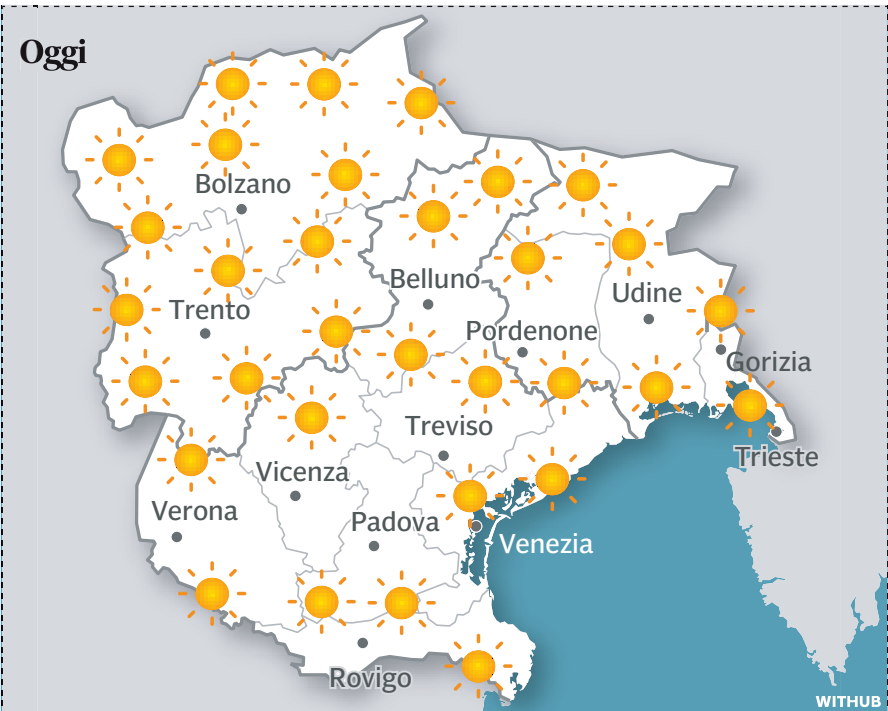 Oggi
Bolzano
Belluno
Trento
Udine
Pordenone
Gorizia
Treviso
Trieste
Vicenza
Verona
Padova
Venezia
Rovigo
WITHUB